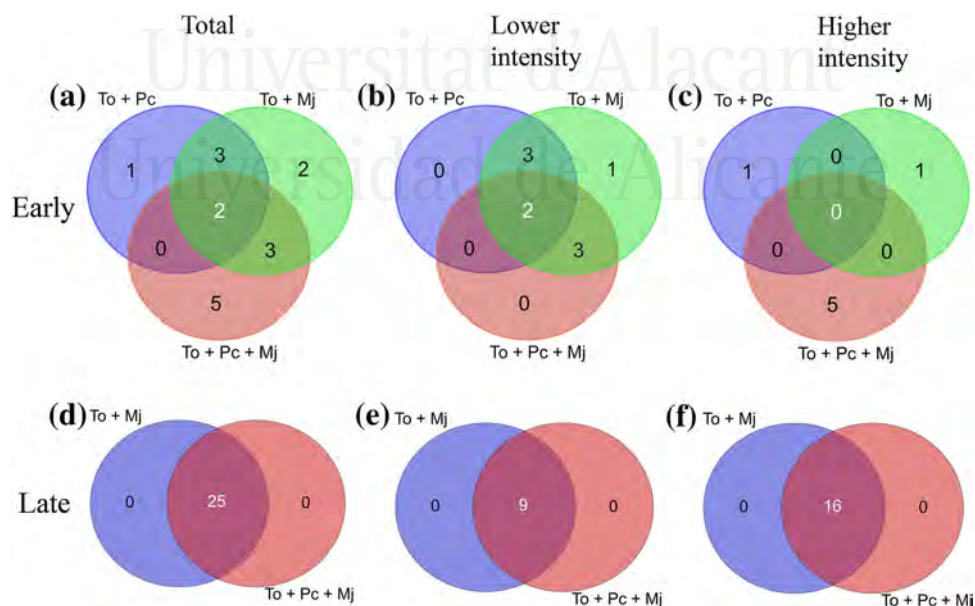 Universitat d'Alacant
Universidad de Alicante
Total
Lower
intensity
Higher
intensity
Early
(a)
To + Pc
To + Mj
1
3
2
2
0
3
5
To + Pc + Mj
(b)
To + Pc
To + Mj
0
3
1
2
0
3
0
To + Pc + Mj
(c)
To + Pc
To + Mj
1
0
1
0
0
0
5
To + Pc + Mj
Late
(d)
To + Mj
0
25
0
To + Pc + Mj
(e)
To + Mj
0
9
0
To + Pc + Mj
(f)
To + Mj
0
16
0
To + Pc + Mj